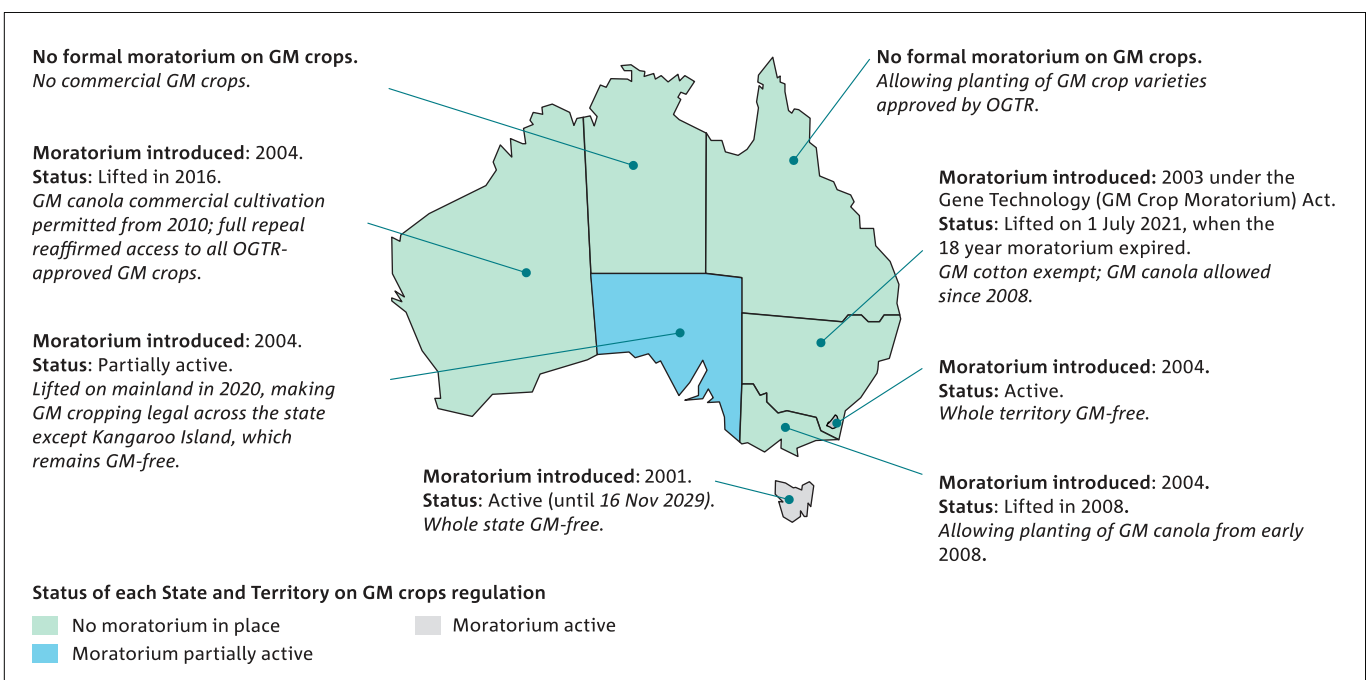 No formal moratorium on GM crops.
No commercial GM crops.
Moratorium introduced: 2004.
Status: Lifted in 2016.
GM canola commercial cultivation
permitted from 2010; full repeal
reaffirmed access to all OGTR-
approved GM crops.
Moratorium introduced: 2004.
Status: Partially active.
Lifted on mainland in 2020, making
GM cropping legal across the state
except Kangaroo Island, which
remains GM-free.
Moratorium introduced: 2001.
Status: Active (until 16 Nov 2029).
Whole state GM-free.
No formal moratorium on GM crops.
Allowing planting of GM crop varieties
approved by OGTR.
Moratorium introduced: 2003 under the
Gene Technology (GM Crop Moratorium) Act.
Status: Lifted on 1 July 2021, when the
18 year moratorium expired.
GM cotton exempt; GM canola allowed
since 2008.
Moratorium introduced: 2004.
Status: Active.
Whole territory GM-free.
Moratorium introduced: 2004.
Status: Lifted in 2008.
Allowing planting of GM canola from early
2008.
Status of each State and Territory on GM crops regulation
No moratorium in place
Moratorium partially active
Moratorium active